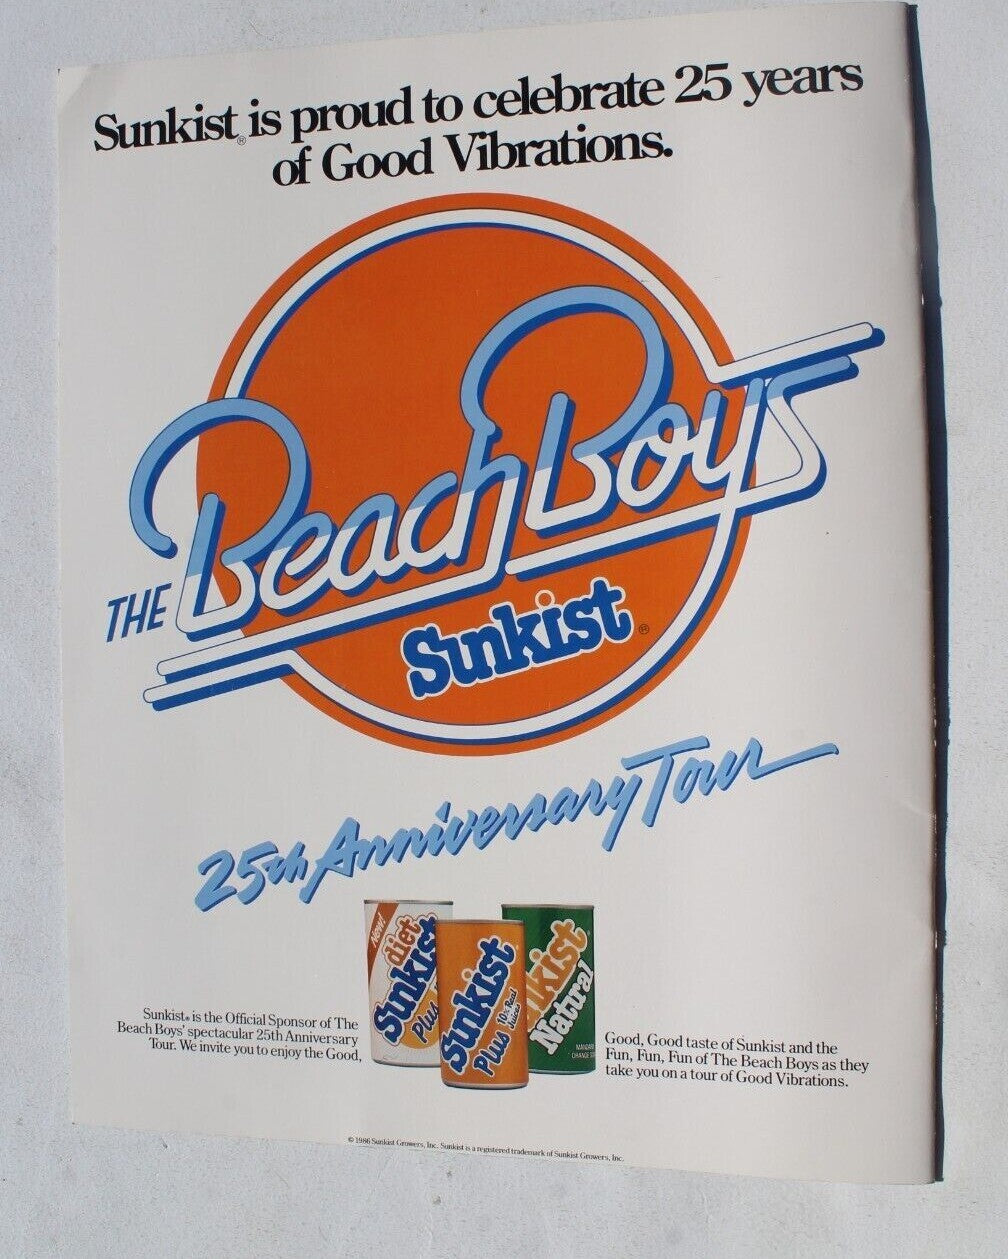 Sunkist® is proud to celebrate 25 years
of Good Vibrations.
THE Beach Boys
Sunkist®
25th Anniversary Tour
New!
diet
Sunkist
Plus
Sunkist
Plus 10% Real
Juices
nkist
Natural
Sunkist® is the Official Sponsor of The
Beach Boys' spectacular 25th Anniversary
Tour. We invite you to enjoy the Good,
Good, Good taste of Sunkist and the
Fun, Fun, Fun of The Beach Boys as they
take you on a tour of Good Vibrations.
© 1986 Sunkist Growers, Inc. Sunkist is a registered trademark of Sunkist Growers, Inc.